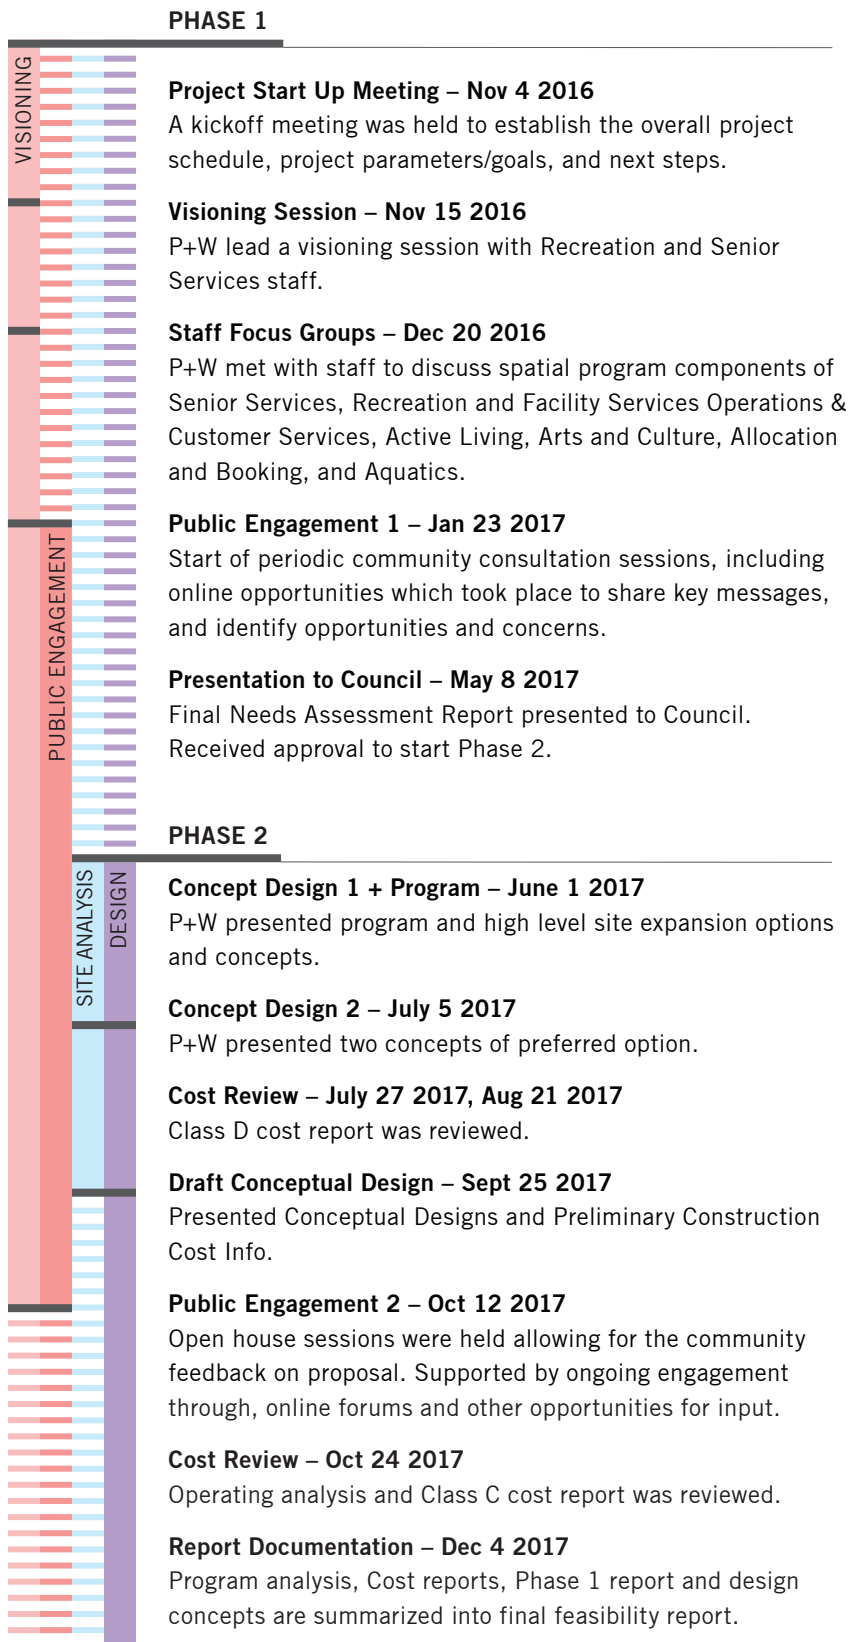 PHASE 1
VISIONING
Project Start Up Meeting – Nov 4 2016
A kickoff meeting was held to establish the overall project
schedule, project parameters/goals, and next steps.
Visioning Session – Nov 15 2016
P+W lead a visioning session with Recreation and Senior
Services staff.
Staff Focus Groups – Dec 20 2016
P+W met with staff to discuss spatial program components of
Senior Services, Recreation and Facility Services Operations &
Customer Services, Active Living, Arts and Culture, Allocation
and Booking, and Aquatics.
PUBLIC ENGAGEMENT
Public Engagement 1 – Jan 23 2017
Start of periodic community consultation sessions, including
online opportunities which took place to share key messages,
and identify opportunities and concerns.
Presentation to Council – May 8 2017
Final Needs Assessment Report presented to Council.
Received approval to start Phase 2.
PHASE 2
SITE ANALYSIS
DESIGN
Concept Design 1 + Program – June 1 2017
P+W presented program and high level site expansion options
and concepts.
Concept Design 2 – July 5 2017
P+W presented two concepts of preferred option.
Cost Review – July 27 2017, Aug 21 2017
Class D cost report was reviewed.
Draft Conceptual Design – Sept 25 2017
Presented Conceptual Designs and Preliminary Construction
Cost Info.
Public Engagement 2 – Oct 12 2017
Open house sessions were held allowing for the community
feedback on proposal. Supported by ongoing engagement
through, online forums and other opportunities for input.
Cost Review – Oct 24 2017
Operating analysis and Class C cost report was reviewed.
Report Documentation – Dec 4 2017
Program analysis, Cost reports, Phase 1 report and design
concepts are summarized into final feasibility report.